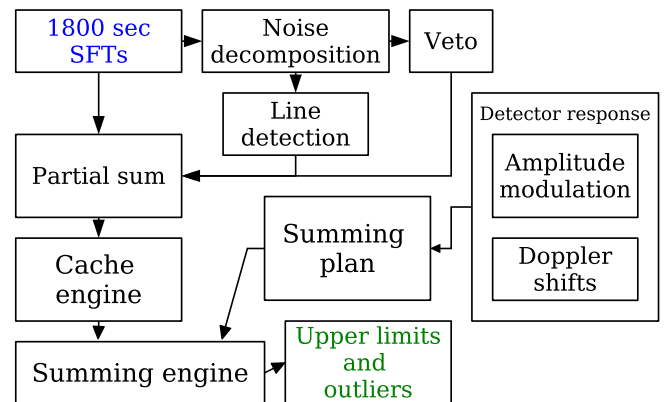 1800 sec
SFTs
Noise
decomposition
Veto
Line
detection
Detector response
Partial sum
Amplitude
modulation
Summing
plan
Doppler
shifts
Cache
engine
Summing engine
Upper limits
and
outliers